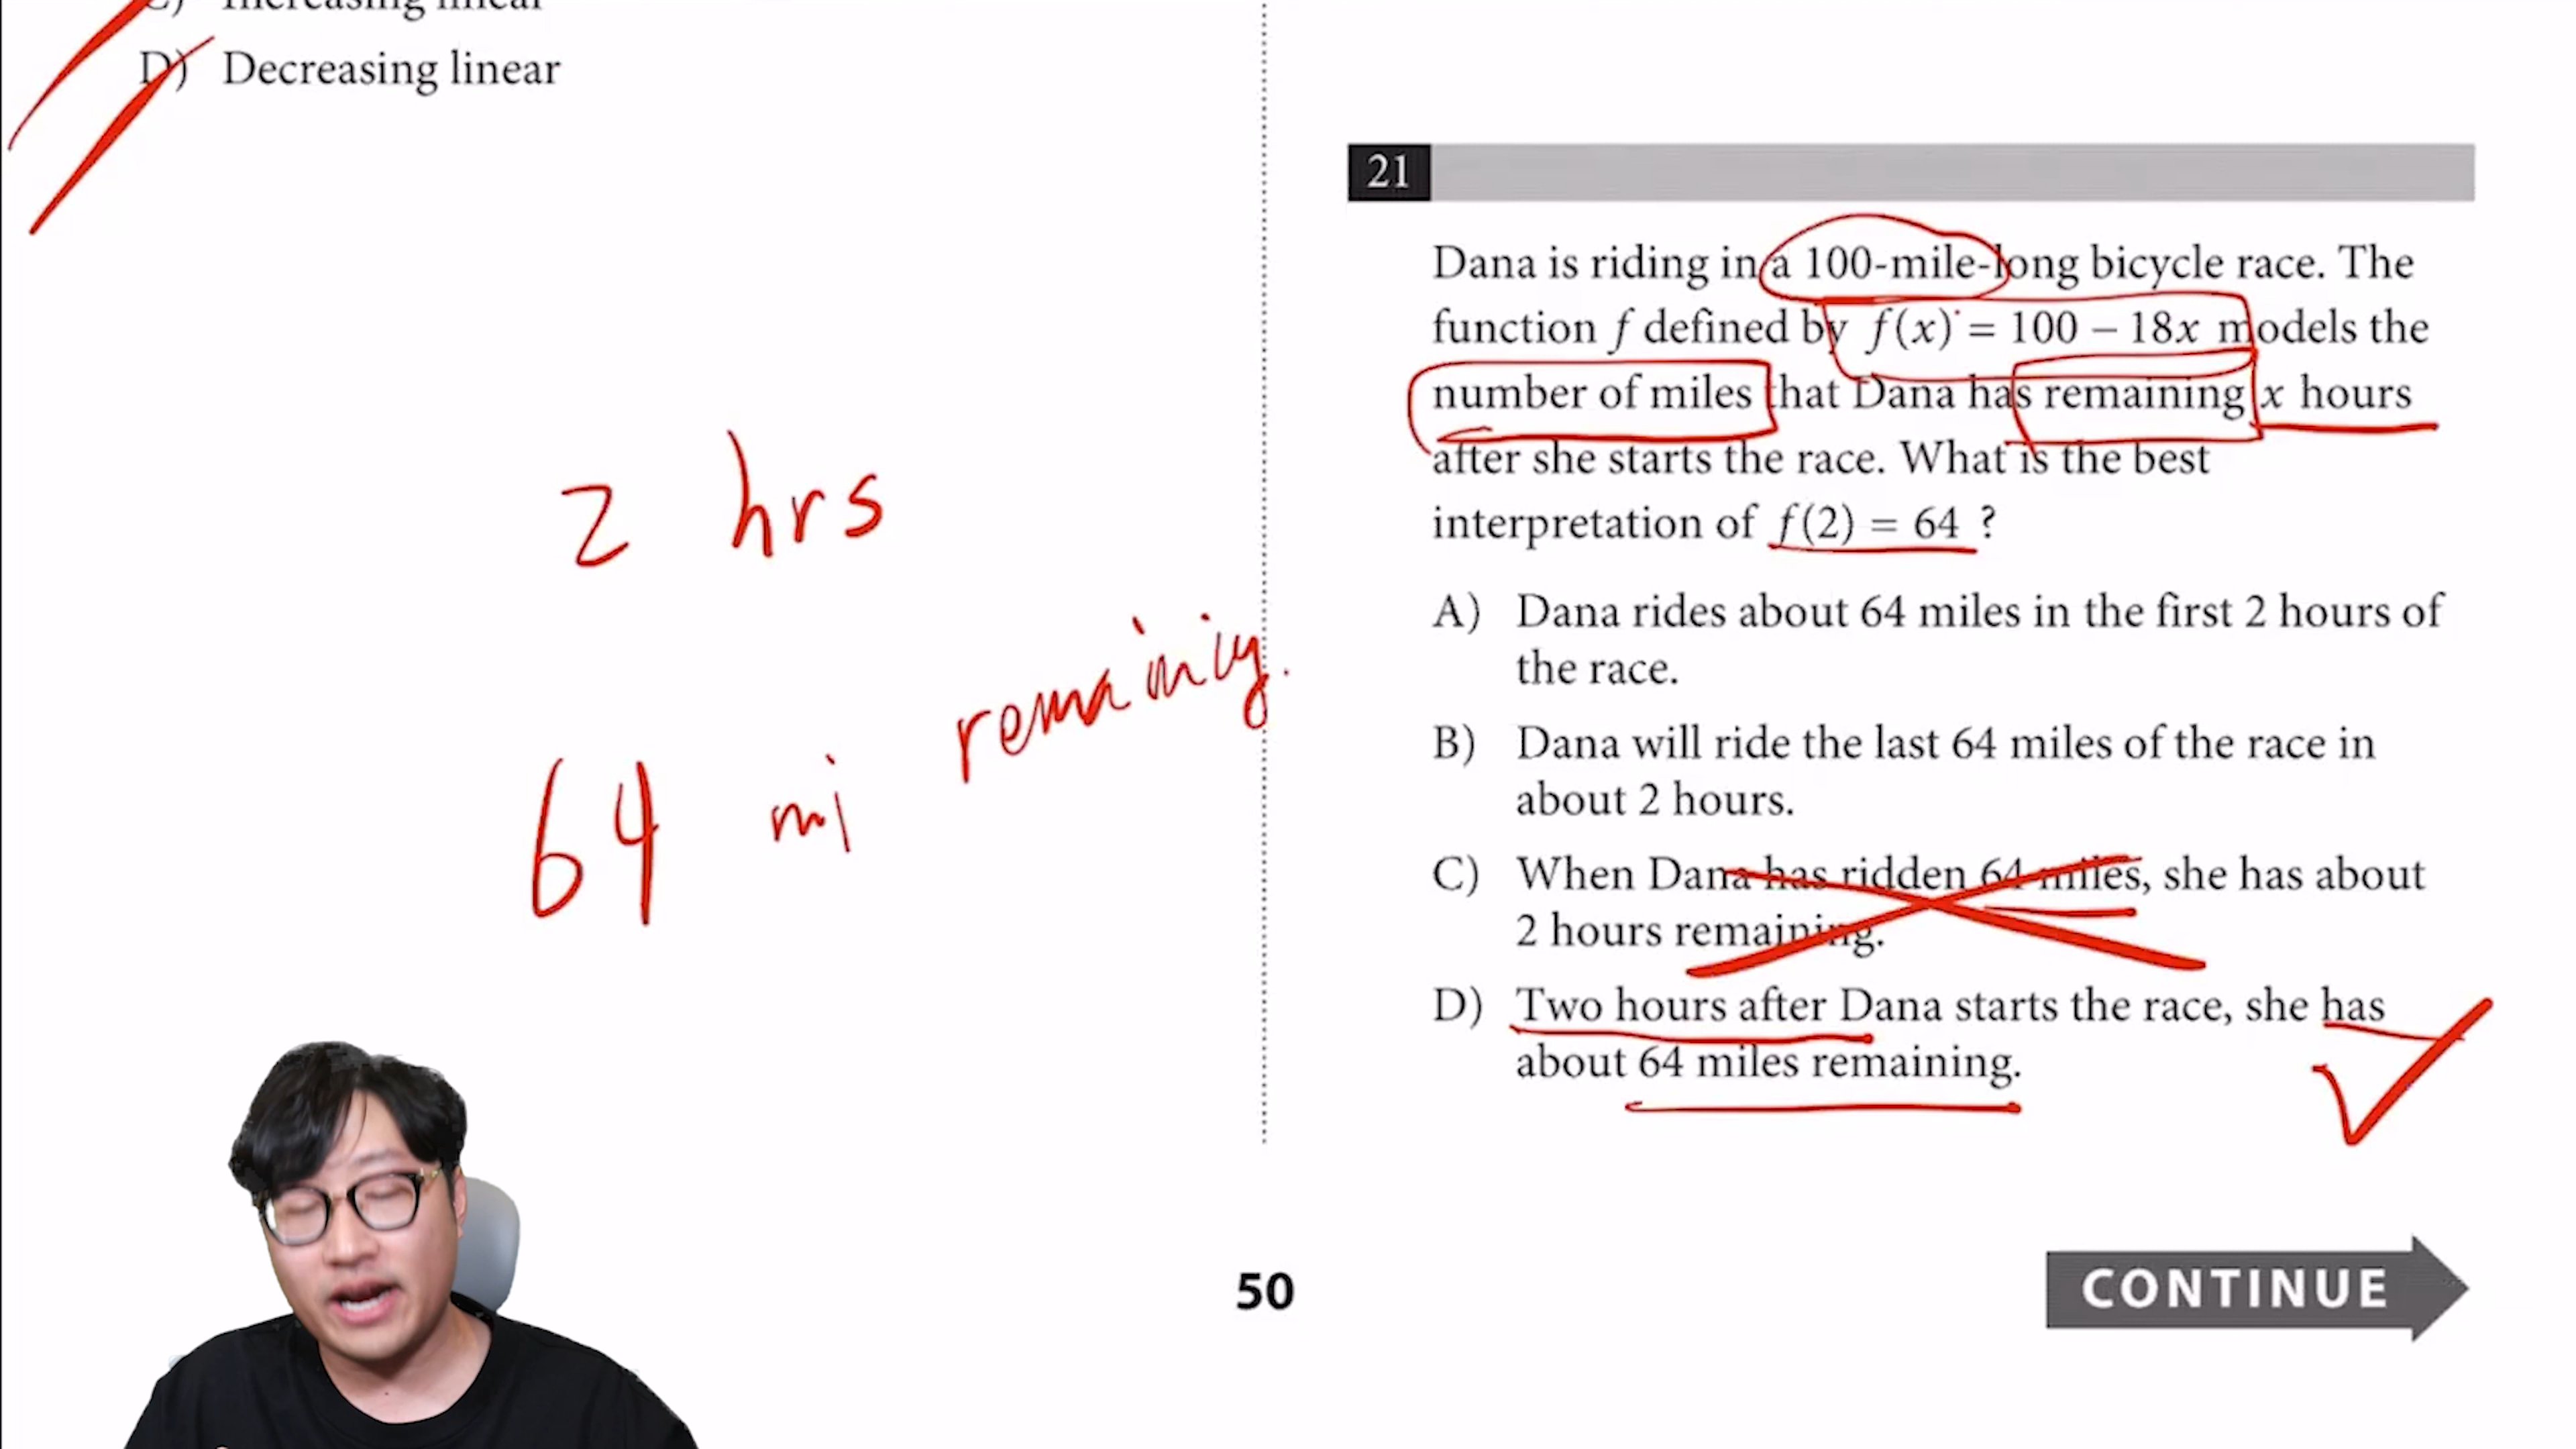 C) Increasing linear
D) Decreasing linear
2 hrs
64 mi remaining.
21
Dana is riding in a 100-mile-long bicycle race. The
function f defined by f(x) = 100 – 18x models the
number of miles that Dana has remaining x hours
after she starts the race. What is the best
interpretation of f(2) = 64 ?
A) Dana rides about 64 miles in the first 2 hours of
the race.
B) Dana will ride the last 64 miles of the race in
about 2 hours.
C) When Dana has ridden 64 miles, she has about
2 hours remaining.
D) Two hours after Dana starts the race, she has
about 64 miles remaining.
50
CONTINUE